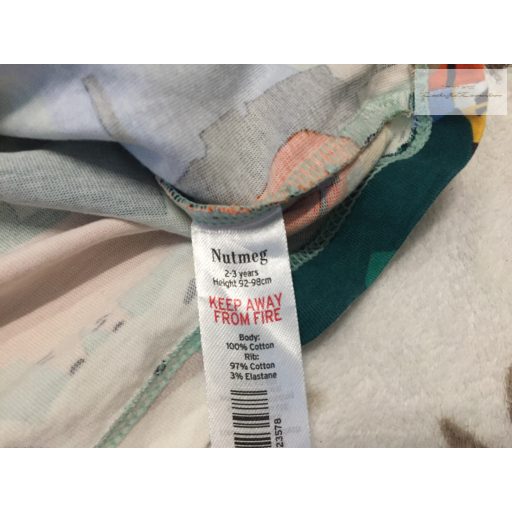 Nutmeg
2-3 years
Height 92-98cm
KEEP AWAY
FROM FIRE
Body:
100% Cotton
Rib:
97% Cotton
3% Elastane
23578